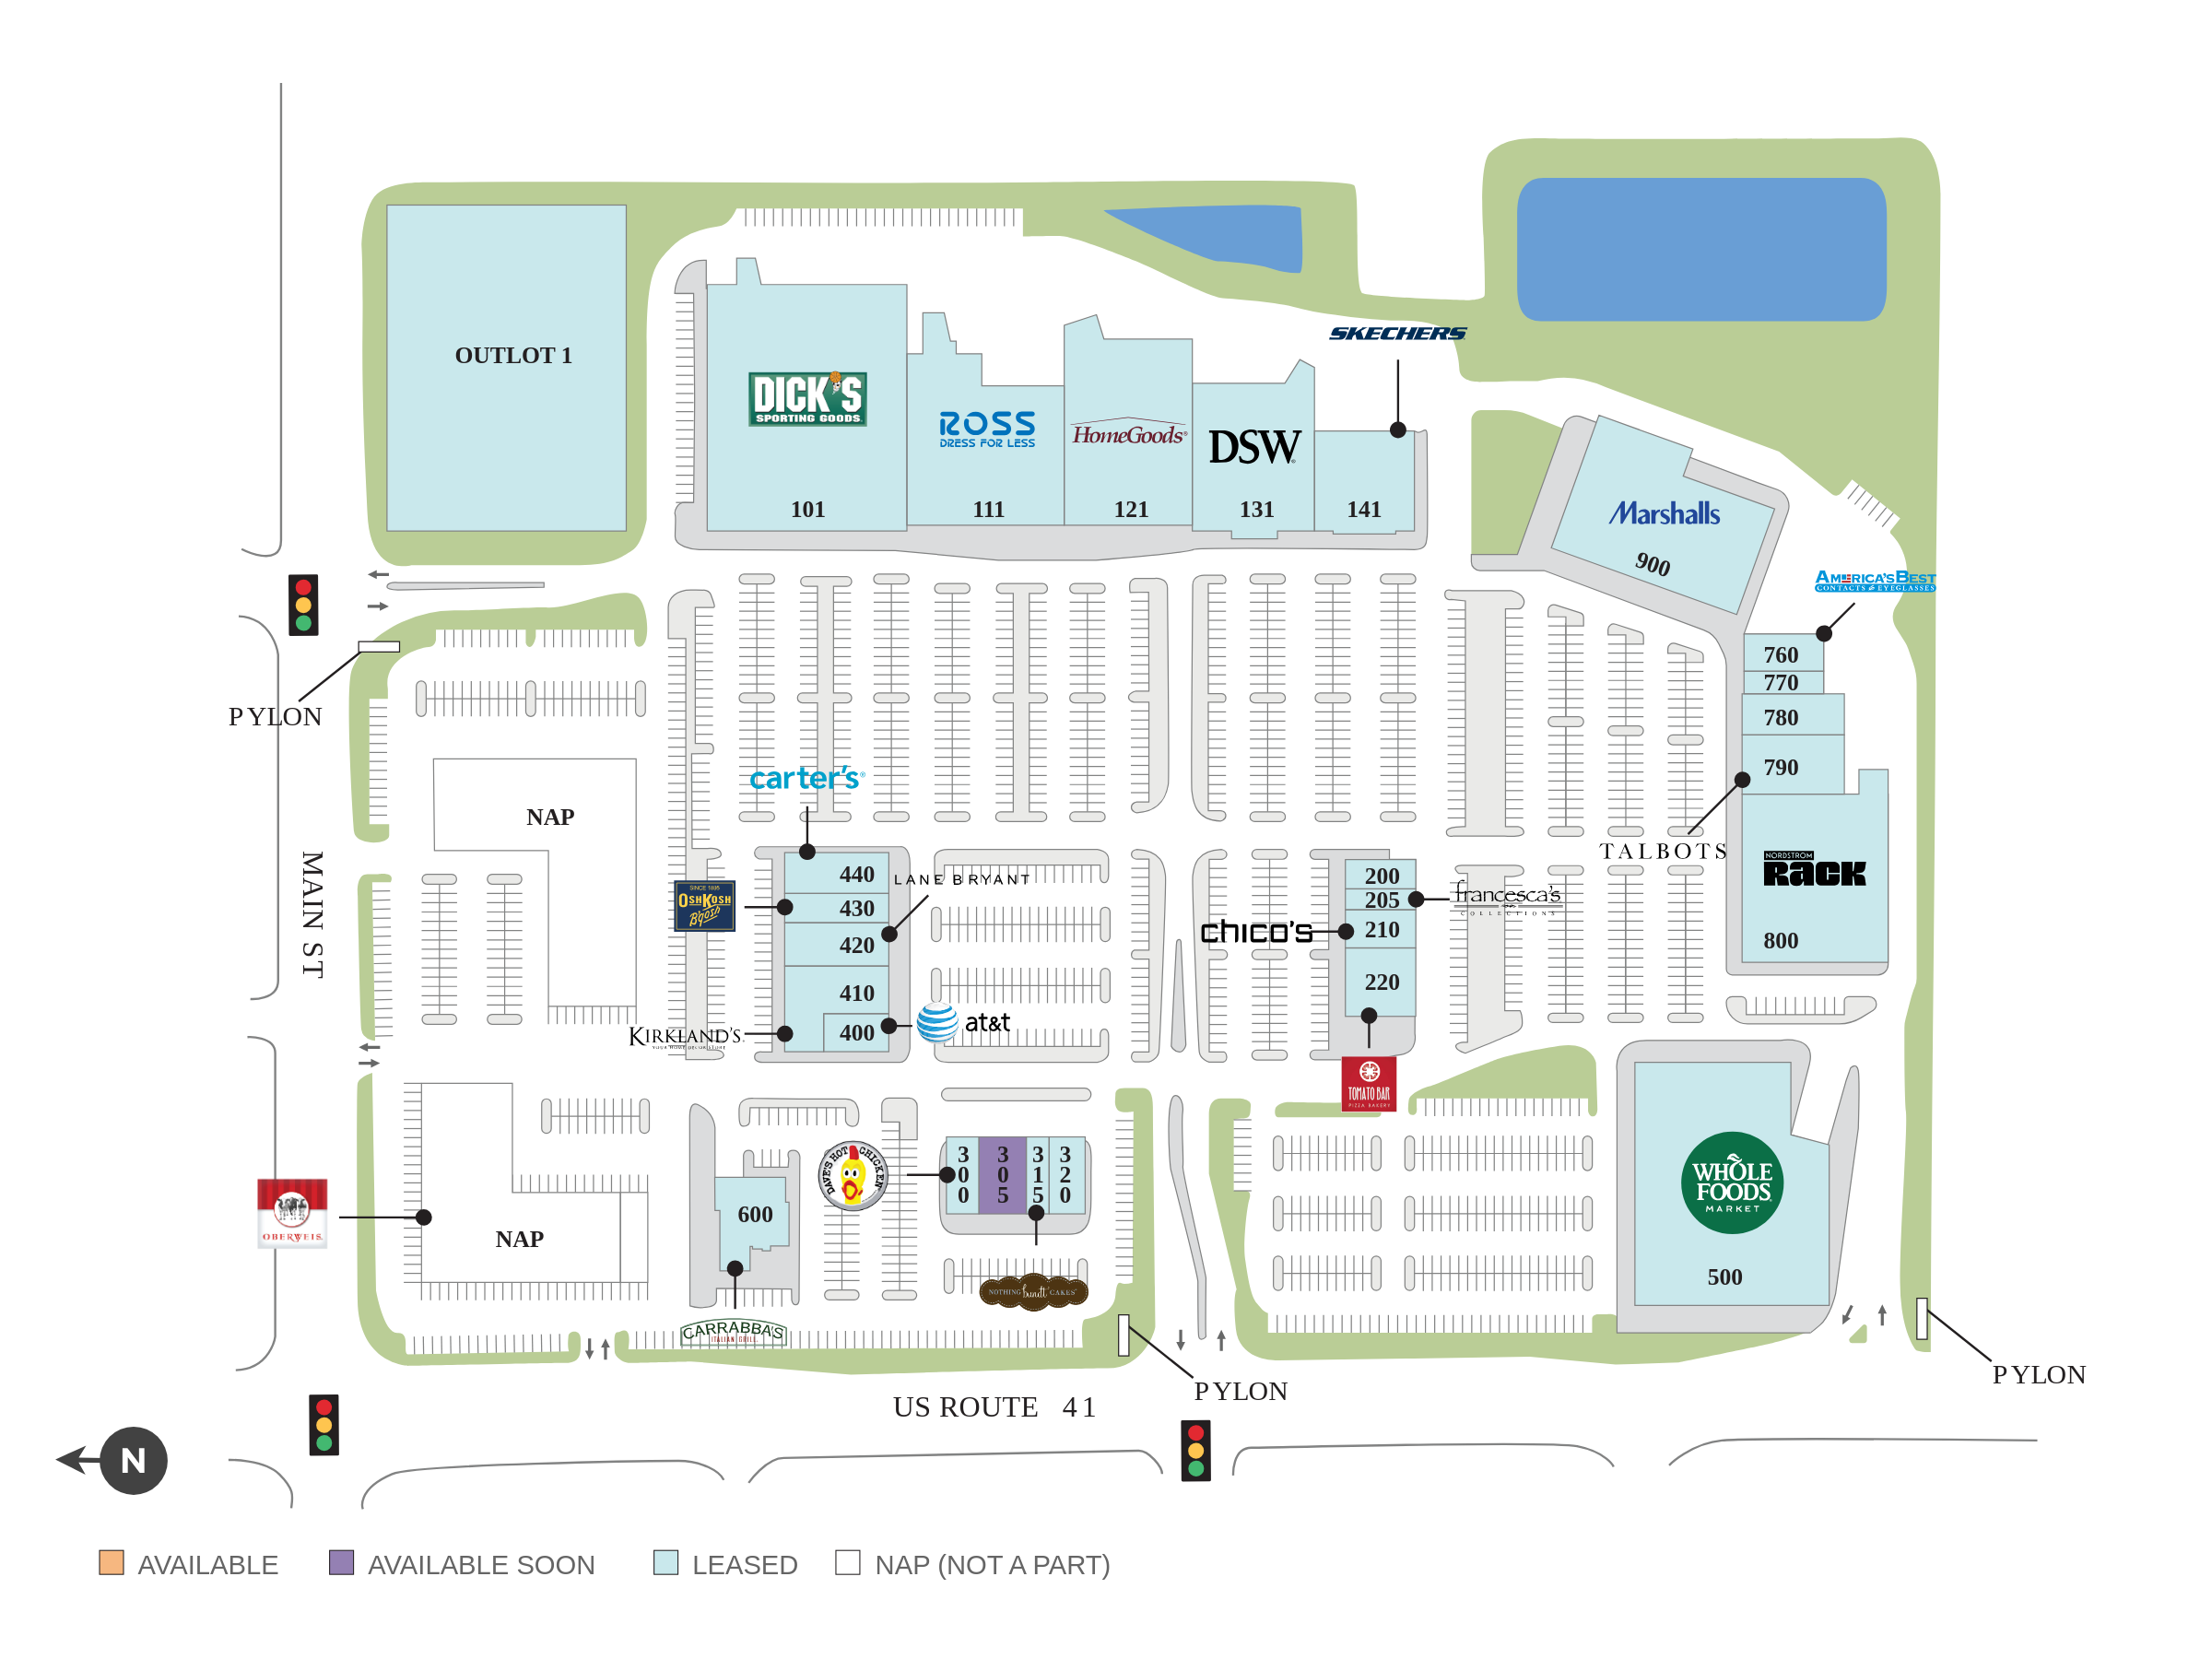 OUTLOT 1
DICK'S
SPORTING GOODS
101
ROSS
DRESS FOR LESS
111
HomeGoods®
121
DSW
131
SKECHERS
141
Marshalls
900
AMERICA'S BEST
CONTACTS & EYEGLASSES
760
770
780
790
TALBOTS
NORDSTROM
RACK
800
PYLON
MAIN ST
NAP
carter's®
440
430
420
410
400
OSHKOSH
B'gosh
SINCE 1895
LANE BRYANT
KIRKLAND'S
at&t
200
205
210
220
francesca's
COLLECTIONS
CHICO'S
TOMATO BAR
PIZZA BAKERY
OBERWEIS
NAP
600
CARRABBA'S
ITALIAN GRILL
DAVE'S HOT CHICKEN
300
305
315
320
NOTHING bundt CAKES
WHOLE
FOODS
MARKET
500
PYLON
PYLON
US ROUTE 41
N
AVAILABLE
AVAILABLE SOON
LEASED
NAP (NOT A PART)